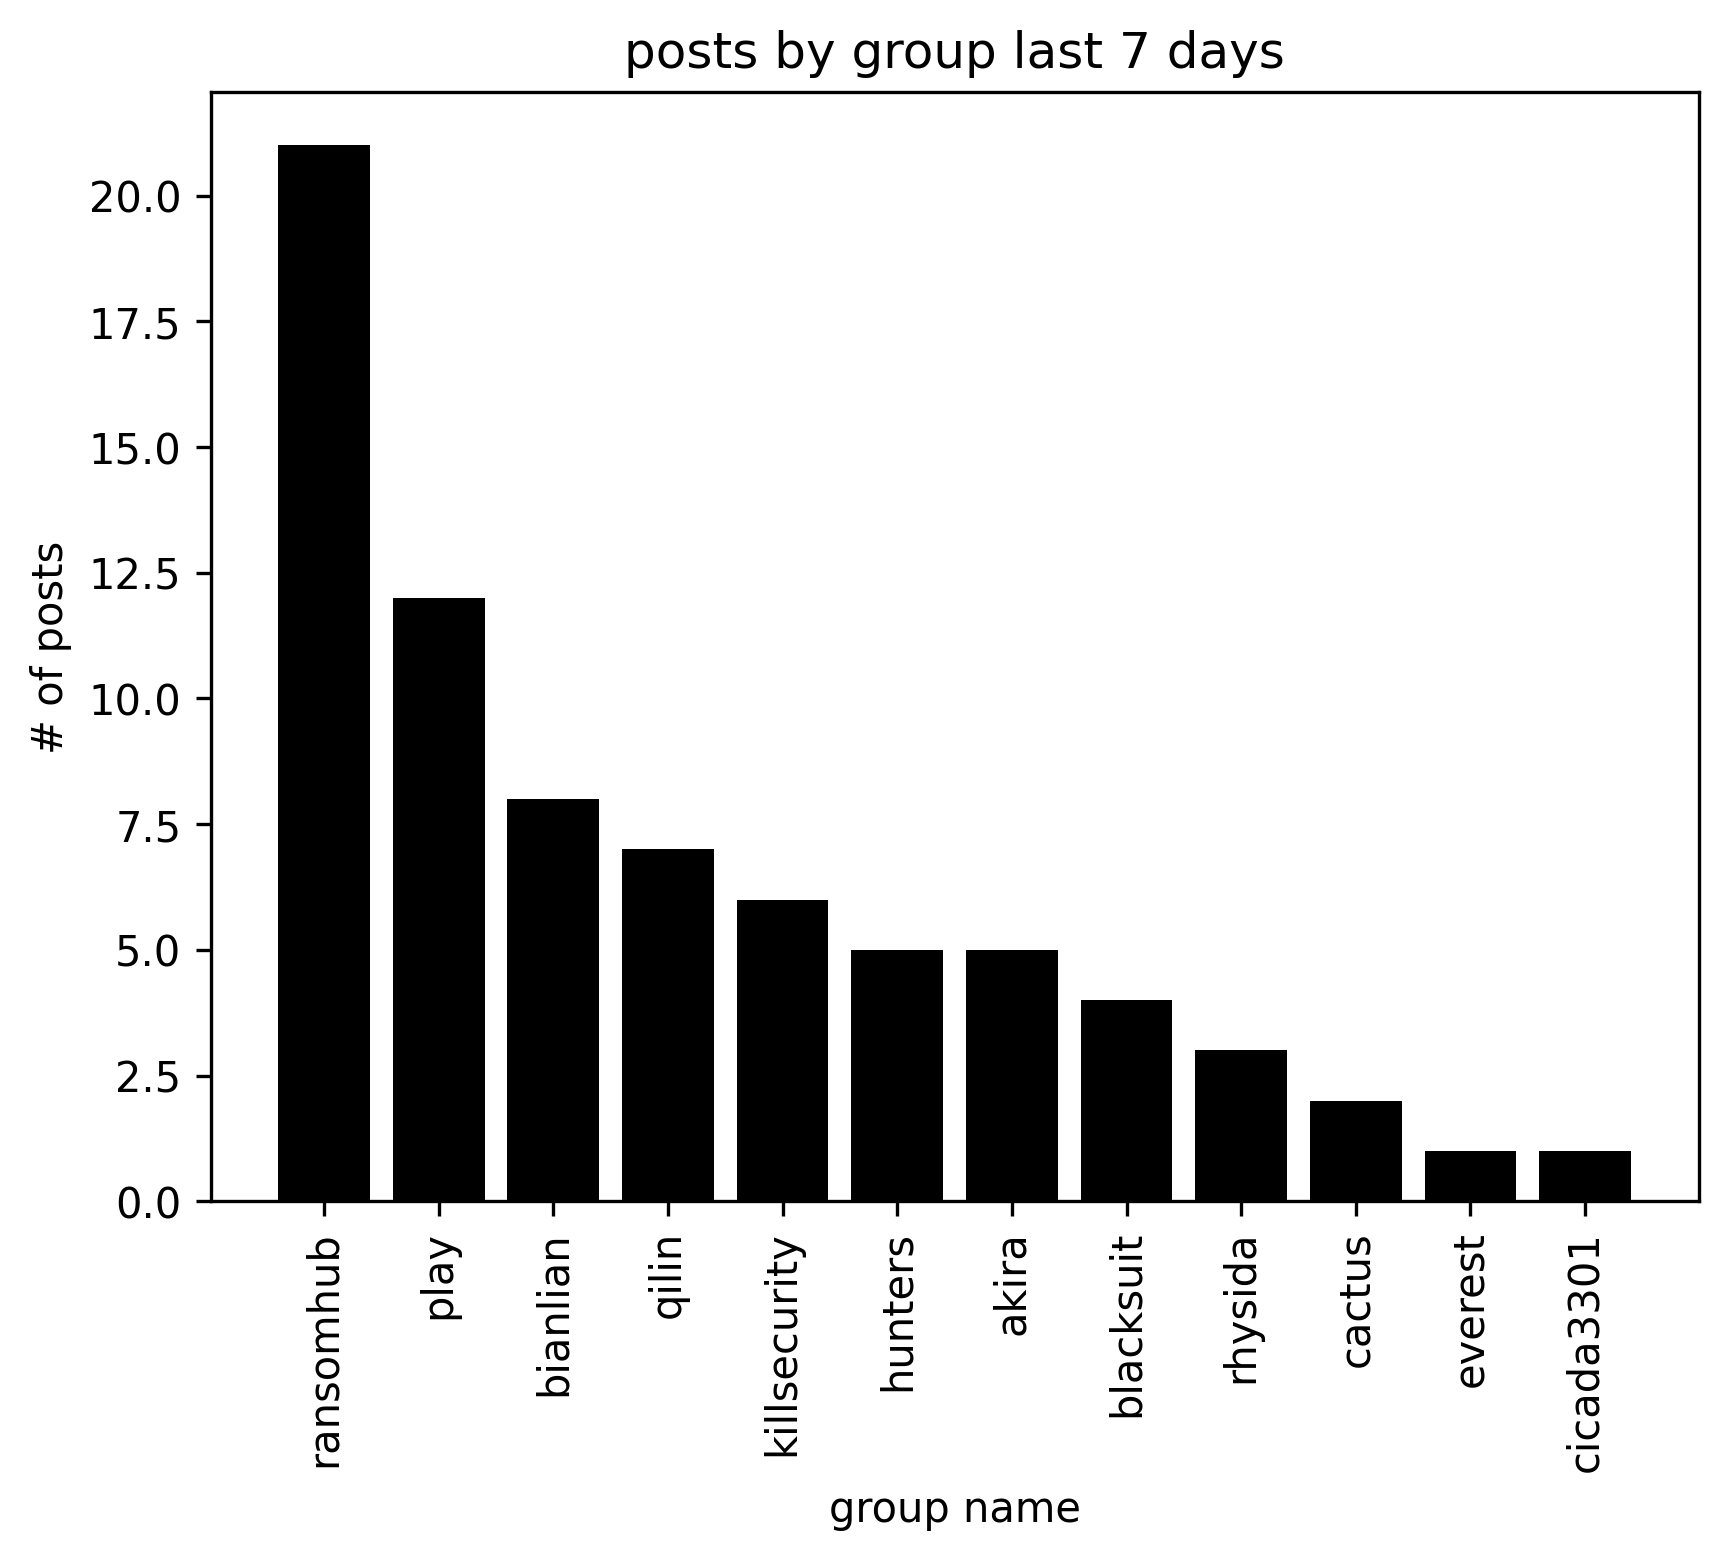 posts by group last 7 days
# of posts
20.0
17.5
15.0
12.5
10.0
7.5
5.0
2.5
0.0
ransomhub
play
bianlian
qilin
killsecurity
hunters
akira
blacksuit
rhysida
cactus
everest
cicada3301
group name